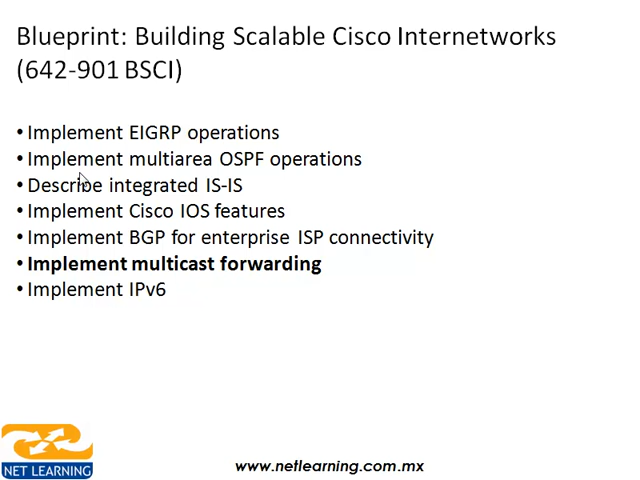 Blueprint: Building Scalable Cisco Internetworks
(642-901 BSCI)
• Implement EIGRP operations
• Implement multiarea OSPF operations
• Describe integrated IS-IS
• Implement Cisco IOS features
• Implement BGP for enterprise ISP connectivity
• Implement multicast forwarding
• Implement IPv6
NET LEARNING
www.netlearning.com.mx